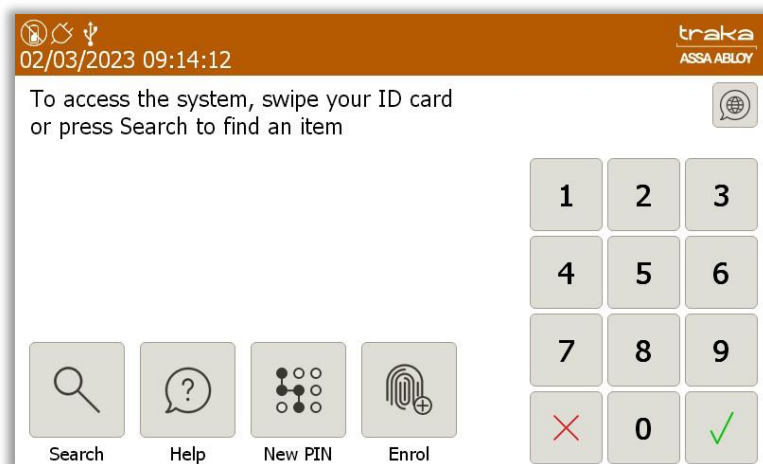 02/03/2023 09:14:12
traka
ASSA ABLOY
To access the system, swipe your ID card
or press Search to find an item
1 2 3
4 5 6
7 8 9
0
?
Search Help New PIN Enrol